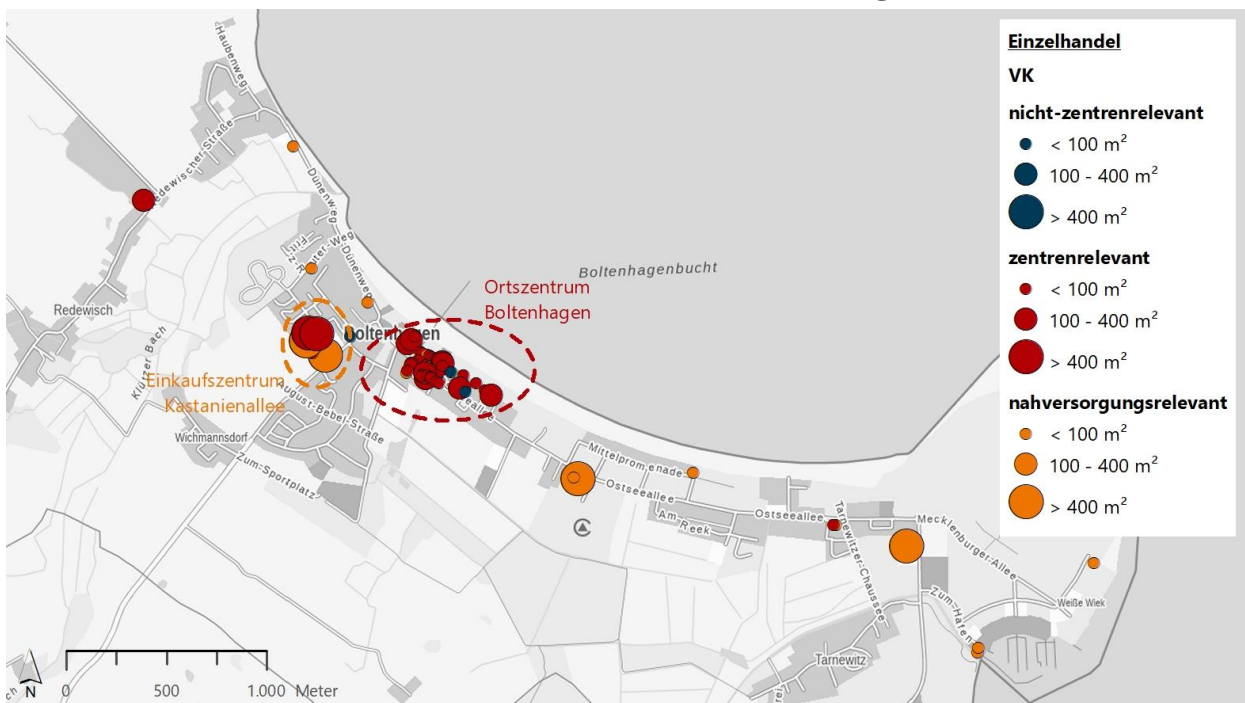 Einzelhandel
VK
nicht-zentrenrelevant
< 100 m²
100 - 400 m²
> 400 m²
zentrenrelevant
< 100 m²
100 - 400 m²
> 400 m²
nahversorgungsrelevant
< 100 m²
100 - 400 m²
> 400 m²
Haubenweg
Redewischer-Straße
Dünenweg
Dünenweg
Boltenhagenbucht
Ortszentrum
Boltenhagen
Redewisch
Klützer Bach
Boltenhagen
Einkaufszentrum
Kastanienallee
August-Bebel-Straße
Wichmannsdorf
Zum-Sportplatz
Mittelpromenade
Ostseeallee
Am-Reek
Ostseeallee
Tarnewitzer-Chaussee
Mecklenburger-Allee
Weiße Wiek
Zum-Hafen
Tarnewitz
N
0 500 1.000 Meter